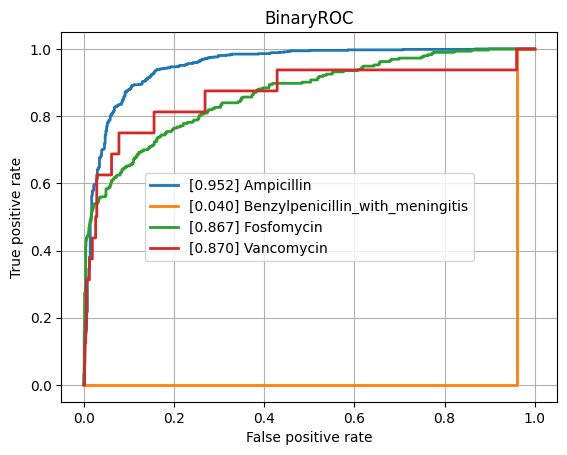 BinaryROC
True positive rate
1.0
0.8
0.6
0.4
0.2
0.0
[0.952] Ampicillin
[0.040] Benzylpenicillin_with_meningitis
[0.867] Fosfomycin
[0.870] Vancomycin
0.0 0.2 0.4 0.6 0.8 1.0
False positive rate